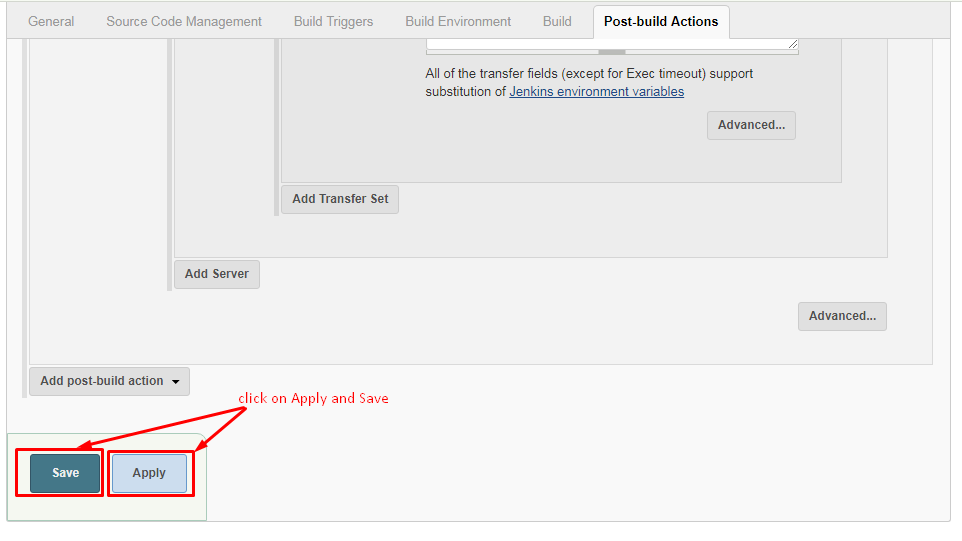 General Source Code Management Build Triggers Build Environment Build Post-build Actions
All of the transfer fields (except for Exec timeout) support
substitution of Jenkins environment variables
Advanced...
Add Transfer Set
Add Server
Advanced...
Add post-build action
click on Apply and Save
Save Apply